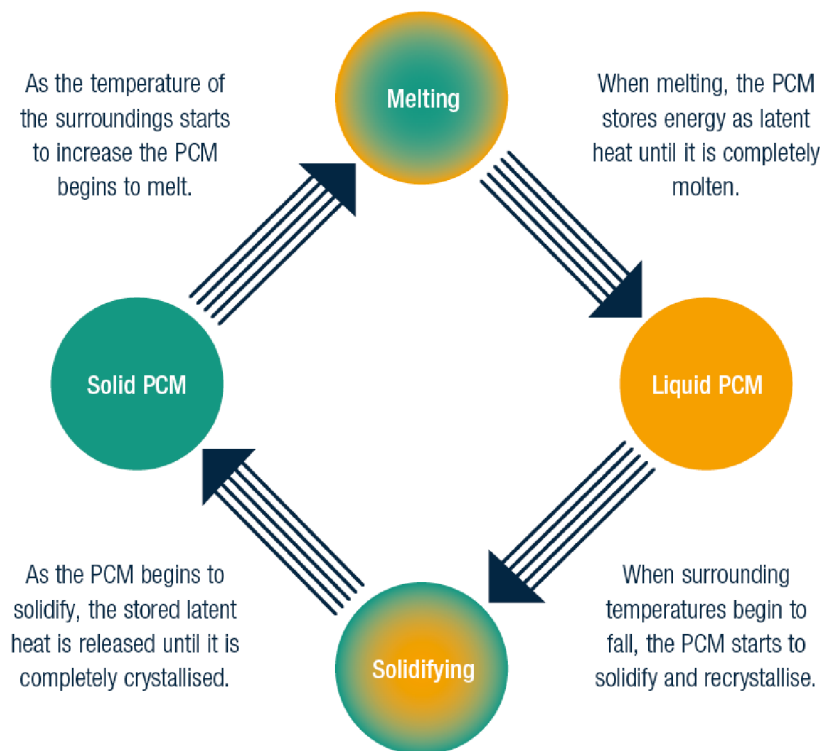 Melting
As the temperature of
the surroundings starts
to increase the PCM
begins to melt.
When melting, the PCM
stores energy as latent
heat until it is completely
molten.
Solid PCM
Liquid PCM
As the PCM begins to
solidify, the stored latent
heat is released until it is
completely crystallised.
When surrounding
temperatures begin to
fall, the PCM starts to
solidify and recrystallise.
Solidifying